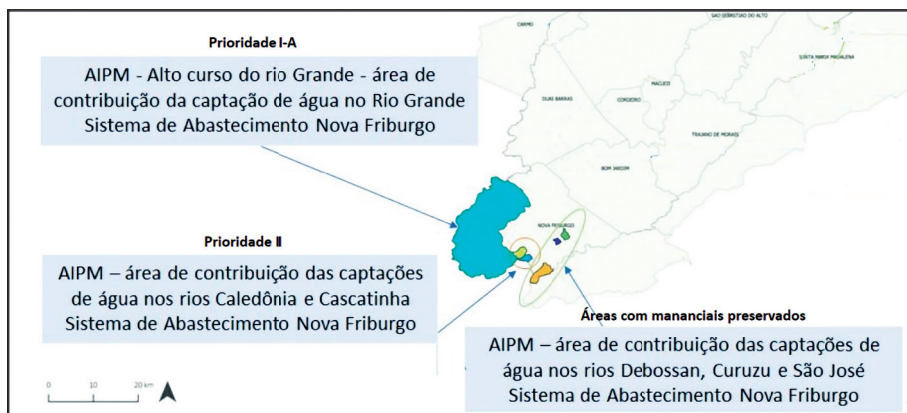 Prioridade I-A
AIPM - Alto curso do rio Grande - área de
contribuição da captação de água no Rio Grande
Sistema de Abastecimento Nova Friburgo
Prioridade II
AIPM – área de contribuição das captações
de água nos rios Caledônia e Cascatinha
Sistema de Abastecimento Nova Friburgo
Áreas com mananciais preservados
AIPM – área de contribuição das captações de
água nos rios Debossan, Curuzu e São José
Sistema de Abastecimento Nova Friburgo
CARMO
SÃO SEBASTIÃO DO ALTO
SANTA MARIA MADALENA
MACUCO
DUAS BARRAS
CORDEIRO
TRAJANO DE MORAIS
BOM JARDIM
NOVA FRIBURGO
0 10 20 km